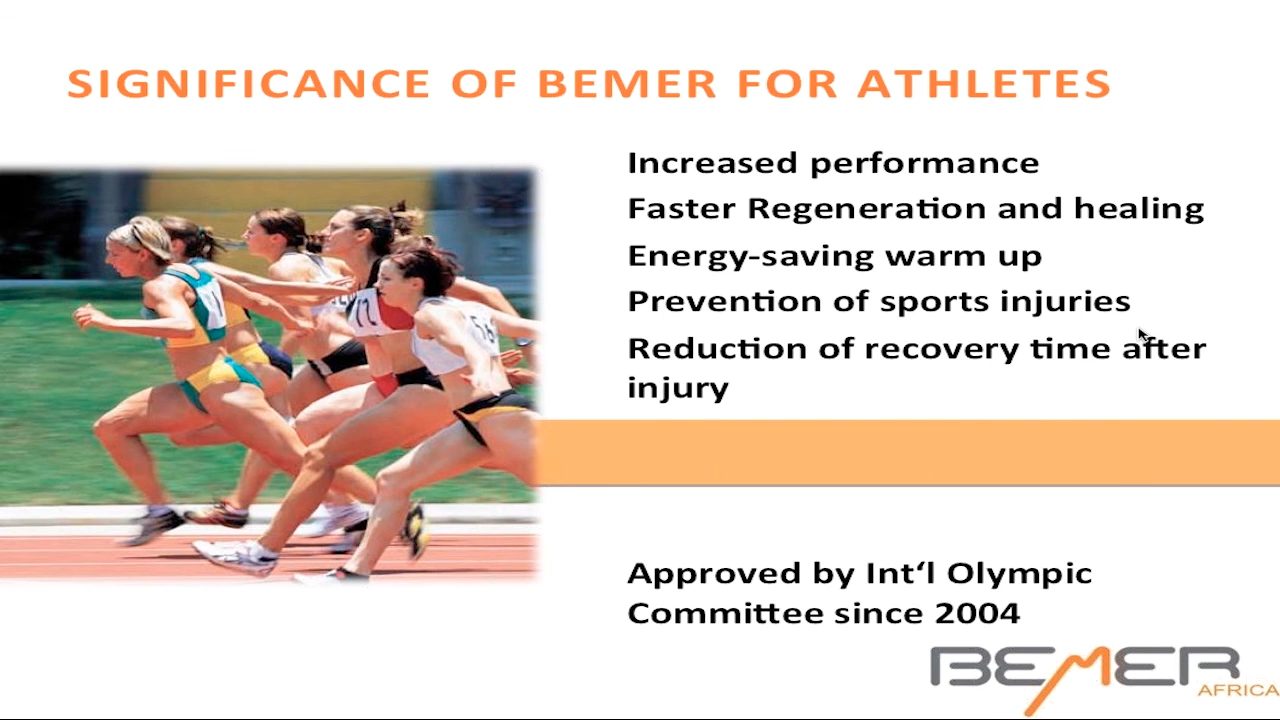 SIGNIFICANCE OF BEMER FOR ATHLETES
Increased performance
Faster Regeneration and healing
Energy-saving warm up
Prevention of sports injuries
Reduction of recovery time after
injury
Approved by Int‘l Olympic
Committee since 2004
BEMER
AFRICA